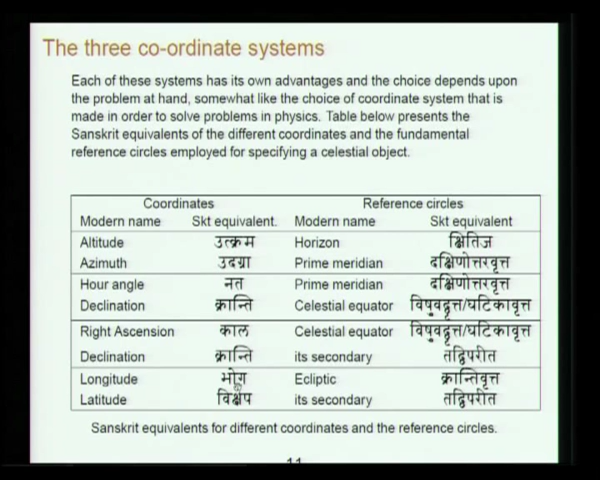 The three co-ordinate systems
Each of these systems has its own advantages and the choice depends upon
the problem at hand, somewhat like the choice of coordinate system that is
made in order to solve problems in physics. Table below presents the
Sanskrit equivalents of the different coordinates and the fundamental
reference circles employed for specifying a celestial object.
Coordinates Reference circles
Modern name Skt equivalent. Modern name Skt equivalent
Altitude उत्क्रम Horizon क्षितिज
Azimuth उदग्रा Prime meridian दक्षिणोत्तरवृत्त
Hour angle नत Prime meridian दक्षिणोत्तरवृत्त
Declination क्रान्ति Celestial equator विषुवद्वृत्त/घटिकावृत्त
Right Ascension काल Celestial equator विषुवद्वृत्त/घटिकावृत्त
Declination क्रान्ति its secondary तद्विपरीत
Longitude भोग Ecliptic क्रान्तिवृत्त
Latitude विक्षेप its secondary तद्विपरीत
Sanskrit equivalents for different coordinates and the reference circles.
11